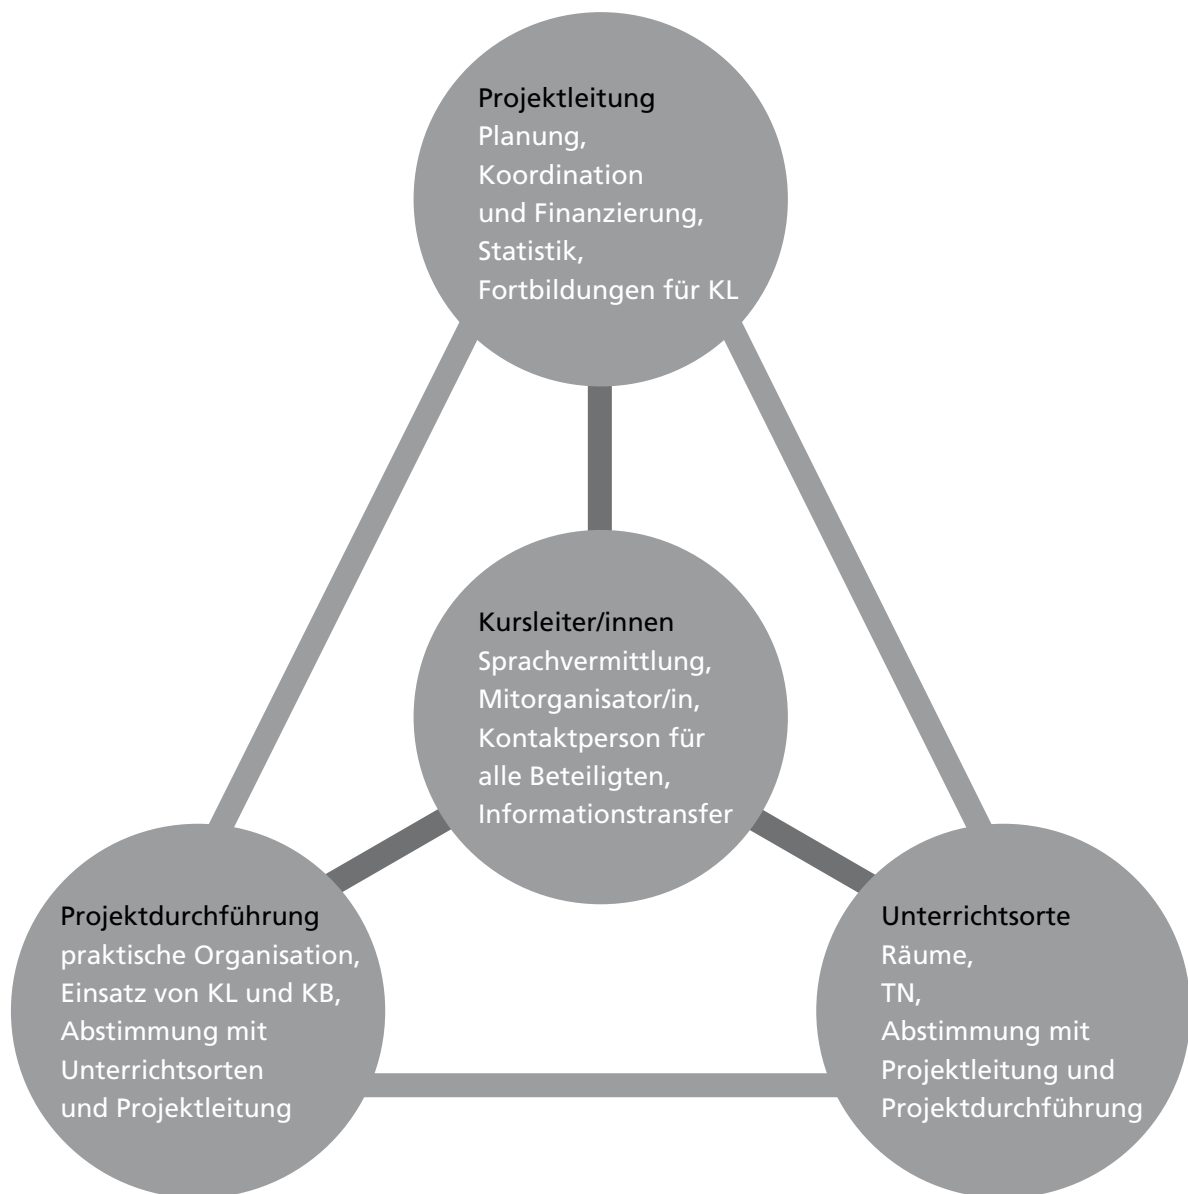 Projektleitung
Planung,
Koordination
und Finanzierung,
Statistik,
Fortbildungen für KL
Kursleiter/innen
Sprachvermittlung,
Mitorganisator/in,
Kontaktperson für
alle Beteiligten,
Informationstransfer
Projektdurchführung
praktische Organisation,
Einsatz von KL und KB,
Abstimmung mit
Unterrichtsorten
und Projektleitung
Unterrichtsorte
Räume,
TN,
Abstimmung mit
Projektleitung und
Projektdurchführung